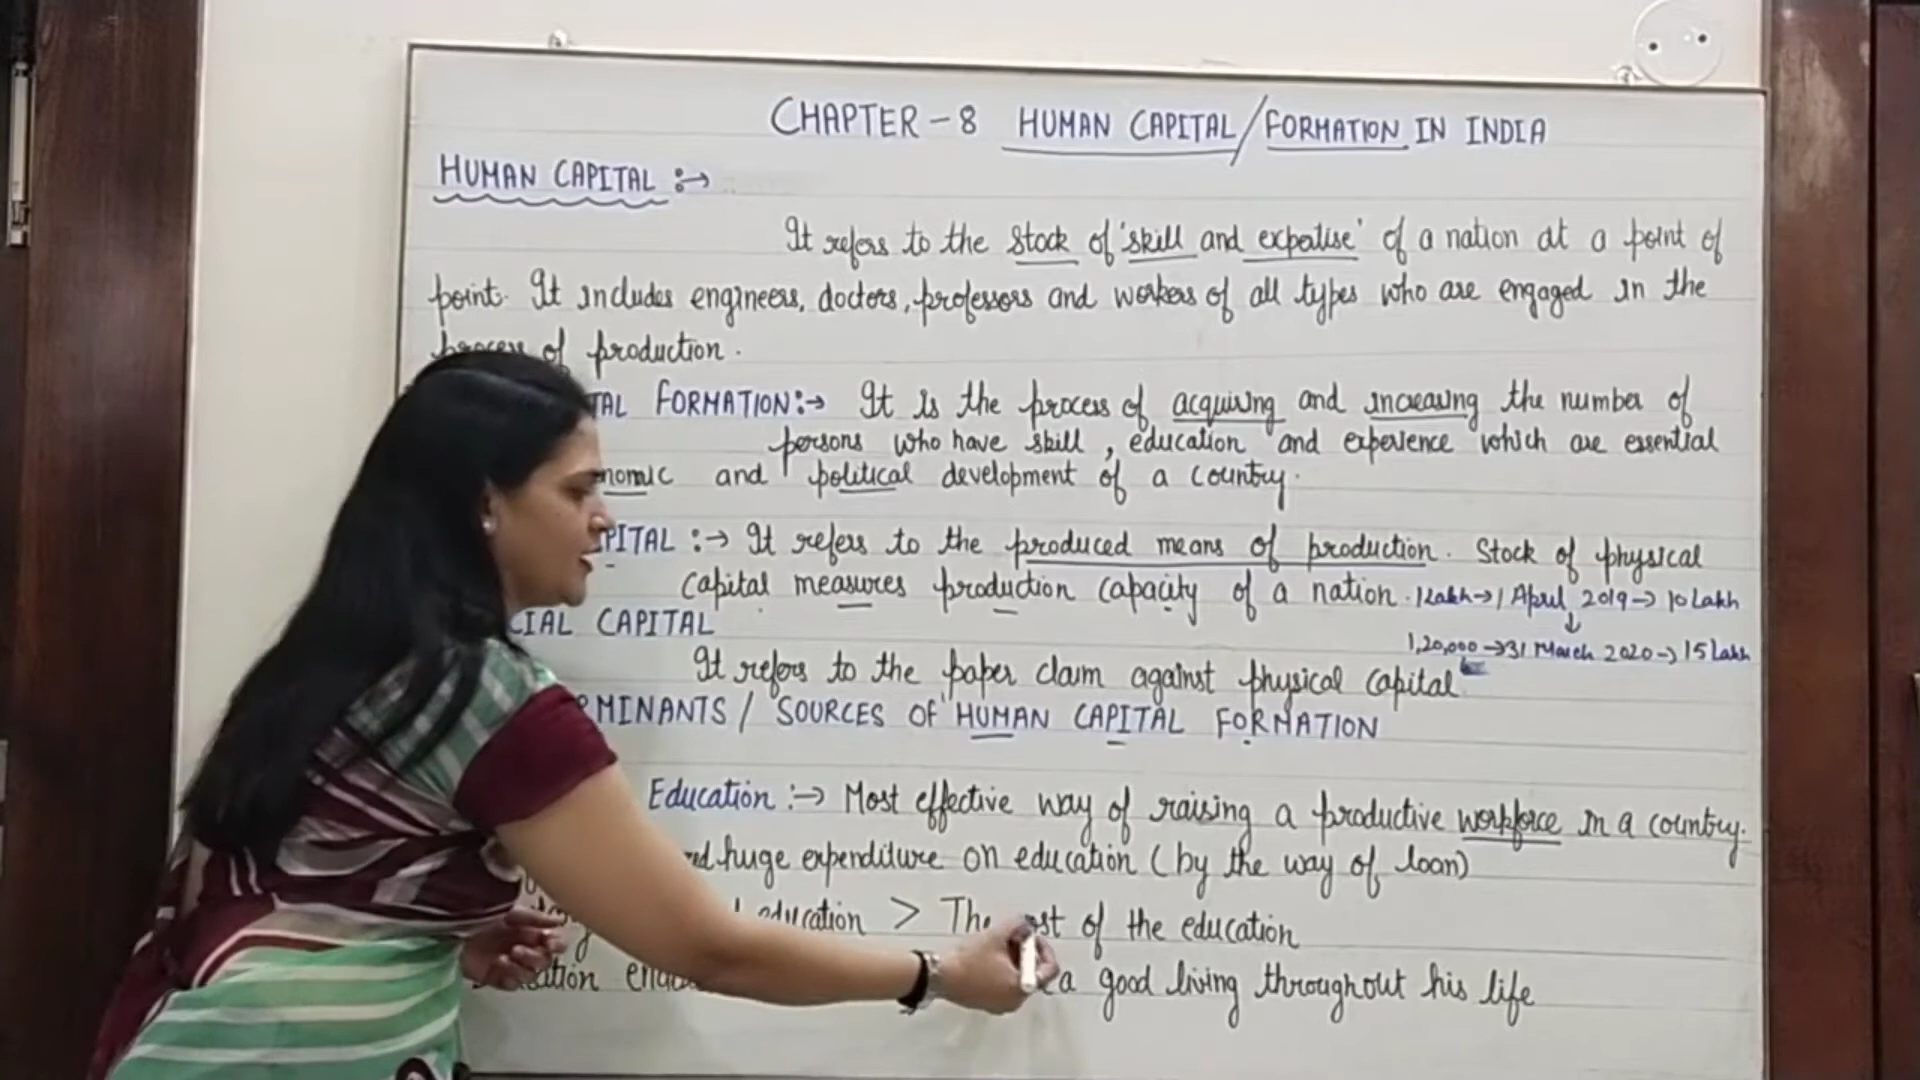 CHAPTER - 8 HUMAN CAPITAL/FORMATION IN INDIA
HUMAN CAPITAL :→
It refers to the stock of 'skill and expertise' of a nation at a point of
point. It includes engineers, doctors, professors and workers of all types who are engaged in the
process of production.
FORMATION:→ It is the process of acquiring and increasing the number of
persons who have skill, education and experience which are essential
and political development of a country.
:→ It refers to the produced means of production. Stock of physical
capital measures production capacity of a nation. 1 Lakh→1 April 2019→10 Lakh
CAPITAL
1,20,000→31 March 2020→15 Lakh
It refers to the paper claim against physical capital
/ SOURCES OF HUMAN CAPITAL FORMATION
Education :→ Most effective way of raising a productive workforce in a country.
huge expenditure on education (by the way of loan)
education > The of the education
a good living throughout his life